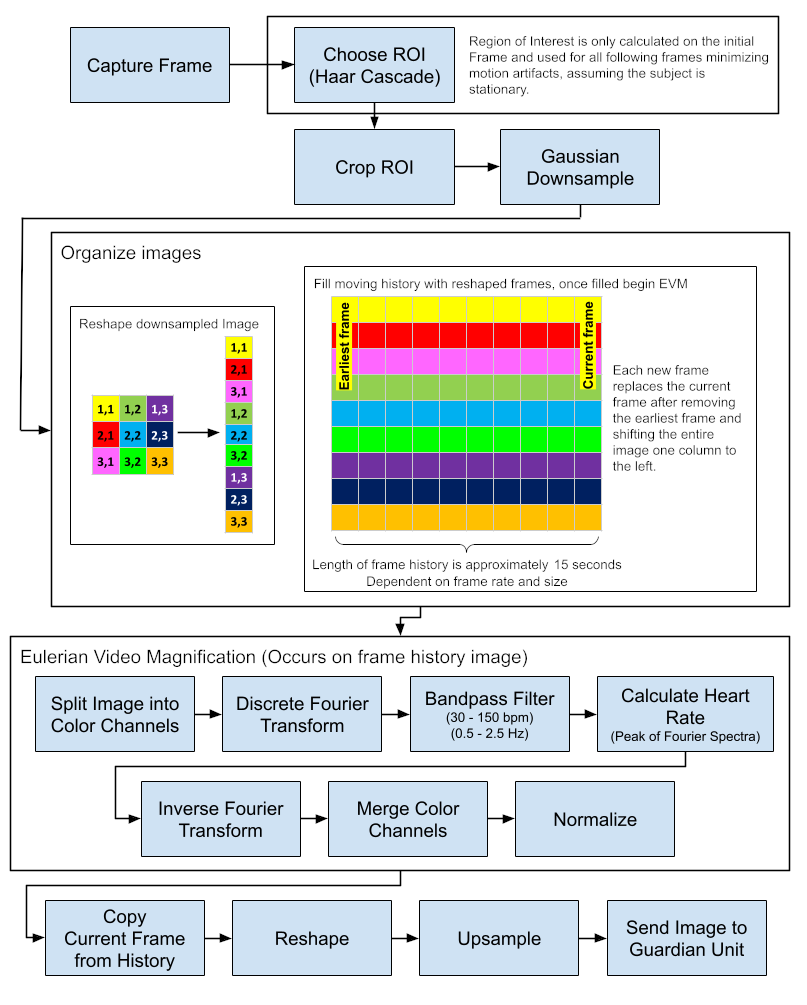 Capture Frame
Choose ROI
(Haar Cascade)
Region of Interest is only calculated on the initial
Frame and used for all following frames minimizing
motion artifacts, assuming the subject is
stationary.
Crop ROI
Gaussian
Downsample
Organize images
Reshape downsampled Image
1,1 1,2 1,3
2,1 2,2 2,3
3,1 3,2 3,3
1,1
2,1
3,1
1,2
2,2
3,2
1,3
2,3
3,3
Fill moving history with reshaped frames, once filled begin EVM
Earliest frame
Current frame
Each new frame
replaces the current
frame after removing
the earliest frame and
shifting the entire
image one column to
the left.
Length of frame history is approximately 15 seconds
Dependent on frame rate and size
Eulerian Video Magnification (Occurs on frame history image)
Split Image into
Color Channels
Discrete Fourier
Transform
Bandpass Filter
(30 - 150 bpm)
(0.5 - 2.5 Hz)
Calculate Heart
Rate
(Peak of Fourier Spectra)
Inverse Fourier
Transform
Merge Color
Channels
Normalize
Copy
Current Frame
from History
Reshape
Upsample
Send Image to
Guardian Unit